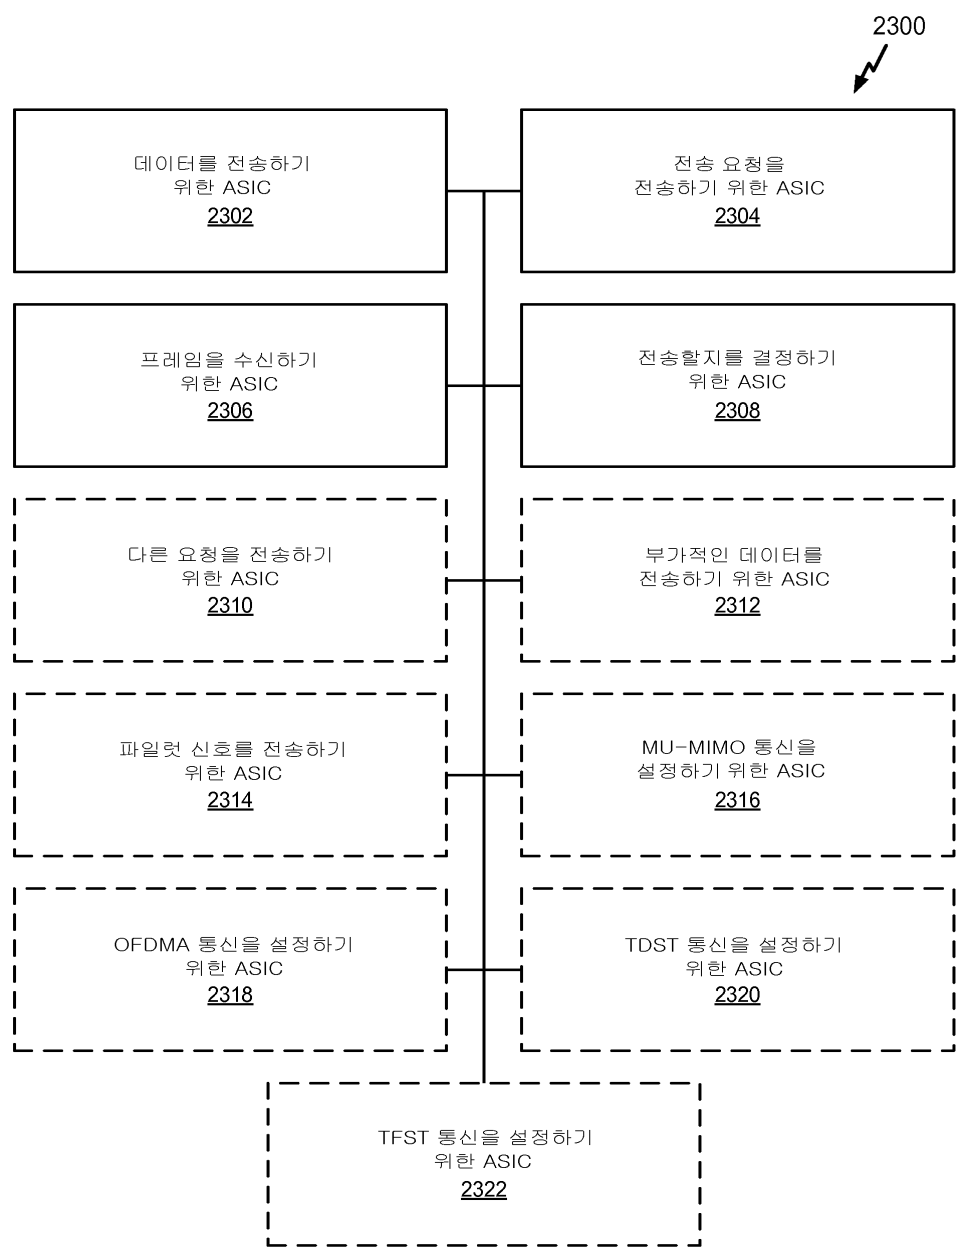 2300
데이터를 전송하기
위한 ASIC
2302
전송 요청을
전송하기 위한 ASIC
2304
프레임을 수신하기
위한 ASIC
2306
전송할지를 결정하기
위한 ASIC
2308
다른 요청을 전송하기
위한 ASIC
2310
부가적인 데이터를
전송하기 위한 ASIC
2312
파일럿 신호를 전송하기
위한 ASIC
2314
MU-MIMO 통신을
설정하기 위한 ASIC
2316
OFDMA 통신을 설정하기
위한 ASIC
2318
TDST 통신을 설정하기
위한 ASIC
2320
TFST 통신을 설정하기
위한 ASIC
2322